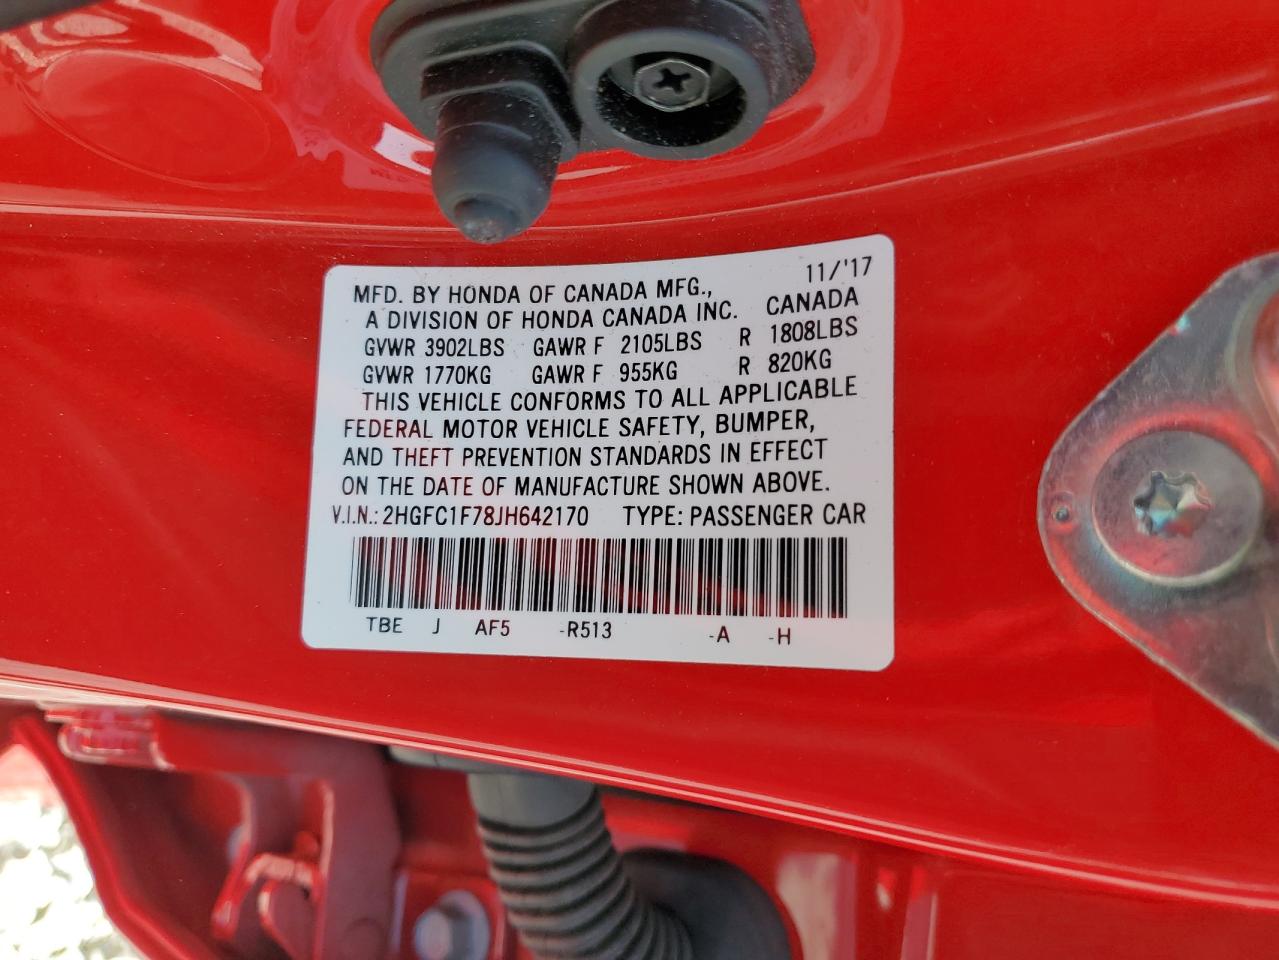 11/'17
MFD. BY HONDA OF CANADA MFG.,
A DIVISION OF HONDA CANADA INC. CANADA
GVWR 3902LBS GAWR F 2105LBS R 1808LBS
GVWR 1770KG GAWR F 955KG R 820KG
THIS VEHICLE CONFORMS TO ALL APPLICABLE
FEDERAL MOTOR VEHICLE SAFETY, BUMPER,
AND THEFT PREVENTION STANDARDS IN EFFECT
ON THE DATE OF MANUFACTURE SHOWN ABOVE.
V.I.N.: 2HGFC1F78JH642170 TYPE: PASSENGER CAR
TBE J AF5 -R513 -A -H